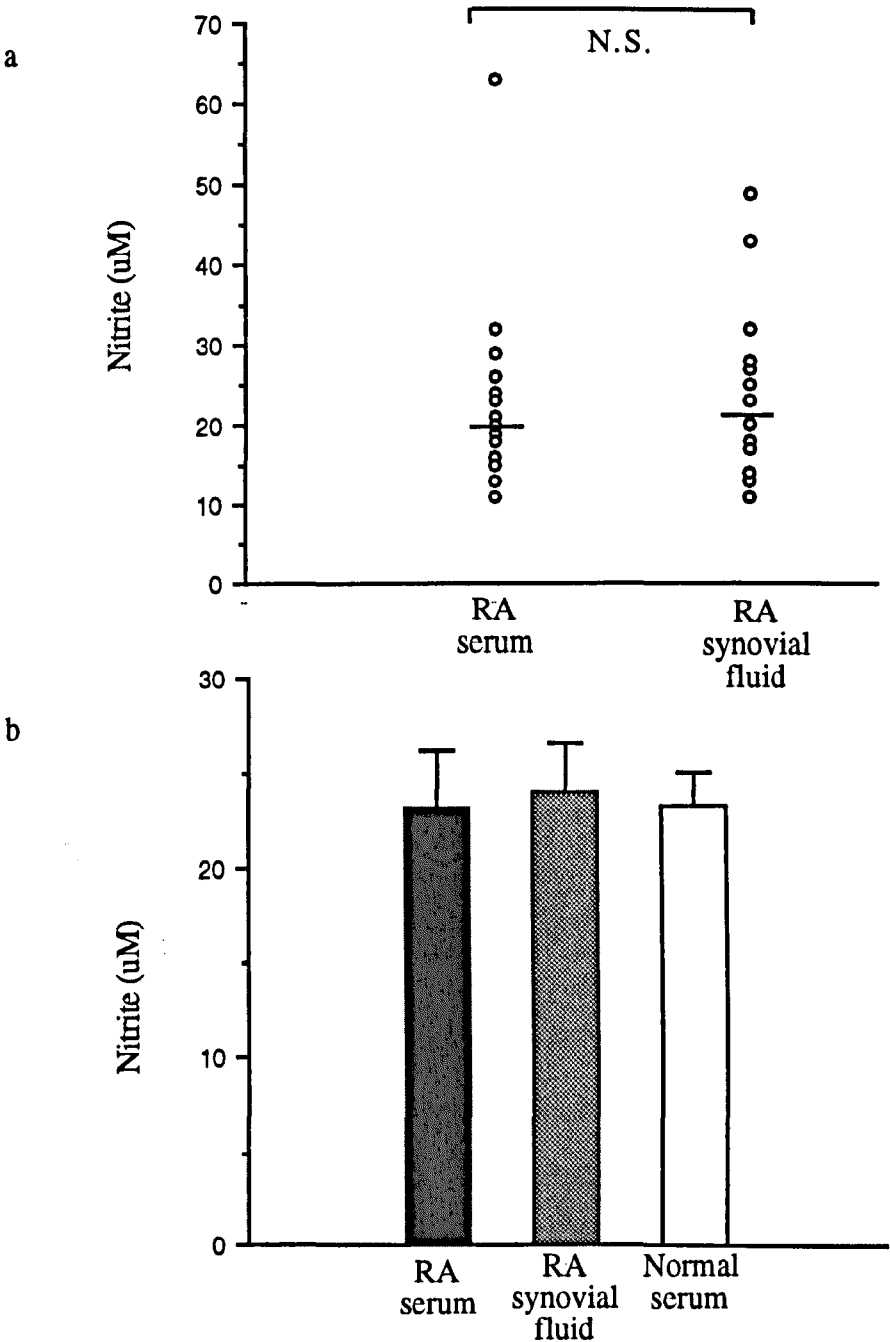 a
N.S.
Nitrite (uM)
70
60
50
40
30
20
10
0
RA
serum
RA
synovial
fluid
b
Nitrite (uM)
30
20
10
0
RA
serum
RA
synovial
fluid
Normal
serum